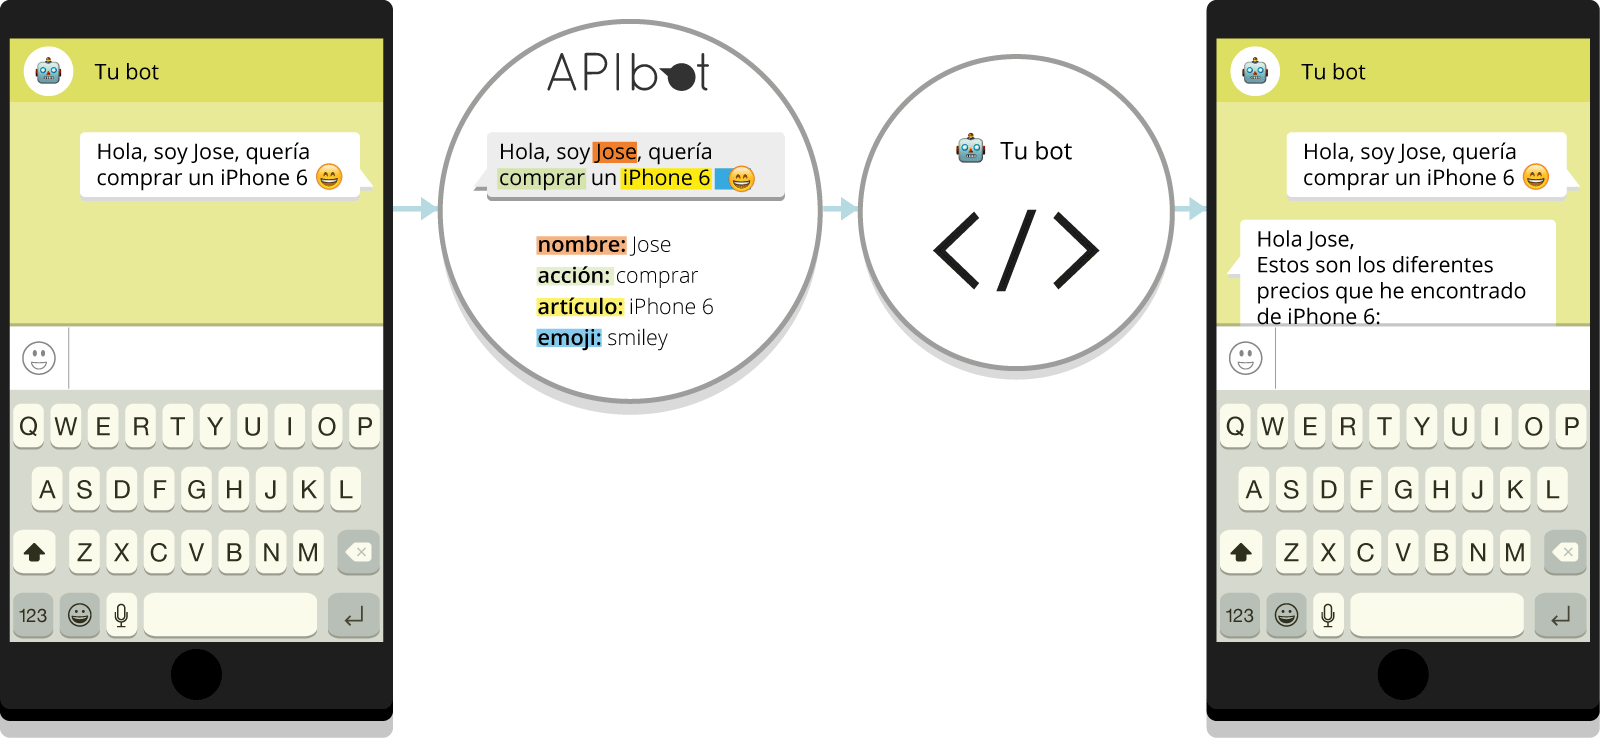 Tu bot
Hola, soy Jose, quería
comprar un iPhone 6 😄
Q W E R T Y U I O P
A S D F G H J K L
Z X C V B N M
123
APIbot
Hola, soy Jose, quería
comprar un iPhone 6 😄
nombre: Jose
acción: comprar
artículo: iPhone 6
emoji: smiley
Tu bot
</>
Tu bot
Hola, soy Jose, quería
comprar un iPhone 6 😄
Hola Jose,
Estos son los diferentes
precios que he encontrado
de iPhone 6:
Q W E R T Y U I O P
A S D F G H J K L
Z X C V B N M
123